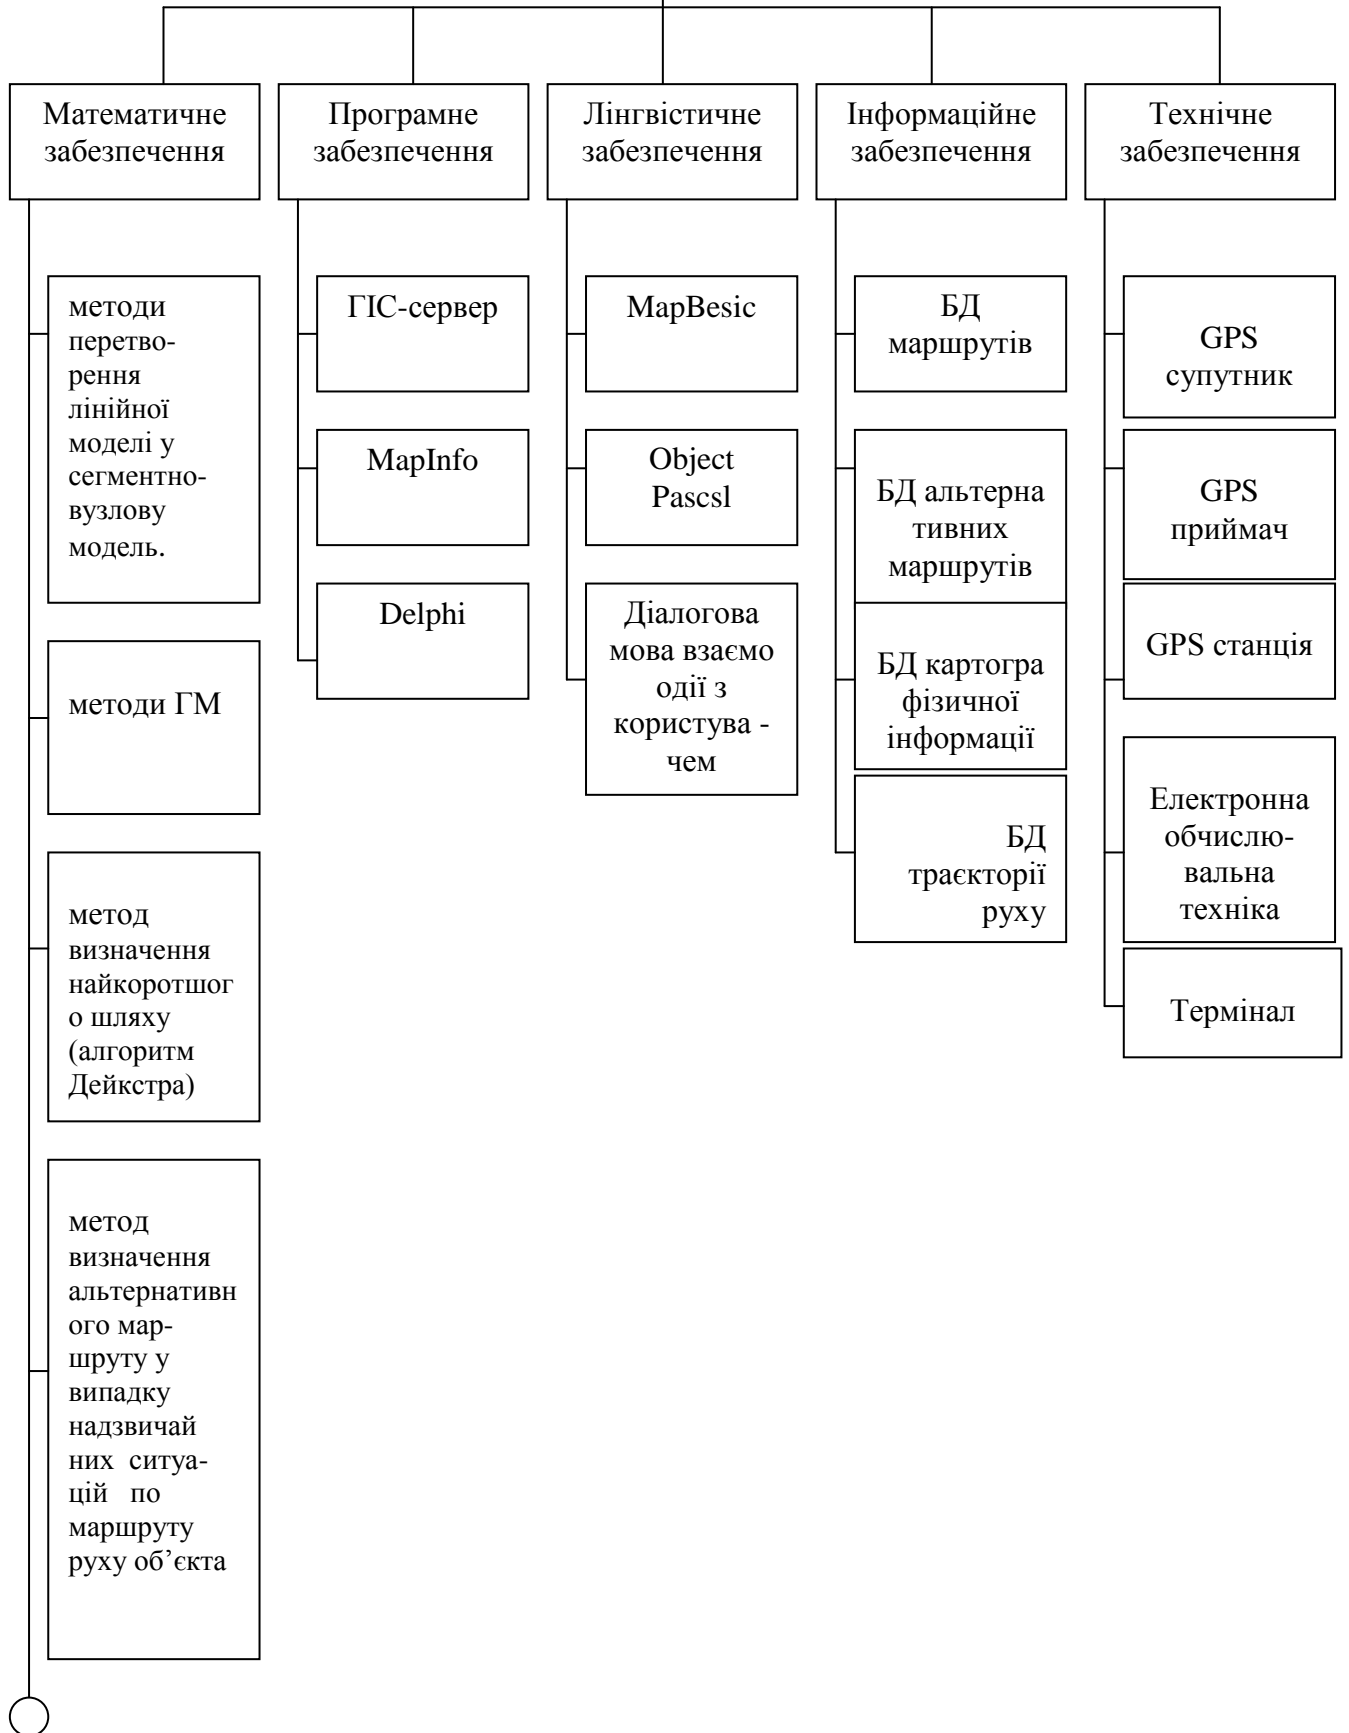 Математичне
забезпечення
Програмне
забезпечення
Лінгвістичне
забезпечення
Інформаційне
забезпечення
Технічне
забезпечення
методи
перетво-
рення
лінійної
моделі у
сегментно-
вузлову
модель.
методи ГМ
метод
визначення
найкоротшог
о шляху
(алгоритм
Дейкстра)
метод
визначення
альтернативн
ого мар-
шруту у
випадку
надзвичай
них ситуа-
цій по
маршруту
руху об’єкта
ГІС-сервер
MapInfo
Delphi
MapBesic
Object
Pascsl
Діалогова
мова взаємо
одії з
користува -
чем
БД
маршрутів
БД альтерна
тивних
маршрутів
БД картогра
фізичної
інформації
БД
траєкторії
руху
GPS
супутник
GPS
приймач
GPS станція
Електронна
обчислю-
вальна
техніка
Термінал